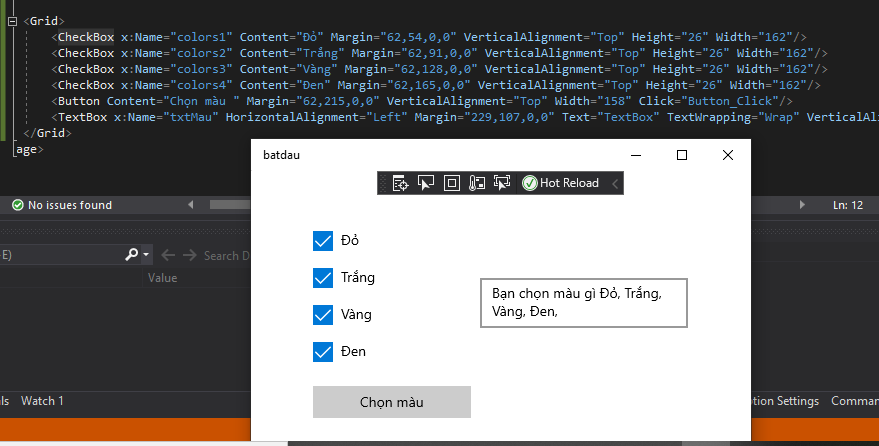 <Grid>
<CheckBox x:Name="colors1" Content="Đỏ" Margin="62,54,0,0" VerticalAlignment="Top" Height="26" Width="162"/>
<CheckBox x:Name="colors2" Content="Trắng" Margin="62,91,0,0" VerticalAlignment="Top" Height="26" Width="162"/>
<CheckBox x:Name="colors3" Content="Vàng" Margin="62,128,0,0" VerticalAlignment="Top" Height="26" Width="162"/>
<CheckBox x:Name="colors4" Content="Đen" Margin="62,165,0,0" VerticalAlignment="Top" Height="26" Width="162"/>
<Button Content="Chọn màu " Margin="62,215,0,0" VerticalAlignment="Top" Width="158" Click="Button_Click"/>
<TextBox x:Name="txtMau" HorizontalAlignment="Left" Margin="229,107,0,0" Text="TextBox" TextWrapping="Wrap" VerticalAl
</Grid>
age>
batdau
Hot Reload
No issues found
Ln: 12
-E)
Search D
Value
Đỏ
Trắng
Vàng
Đen
Bạn chọn màu gì Đỏ, Trắng,
Vàng, Đen,
Chọn màu
als Watch 1
tion Settings Comman